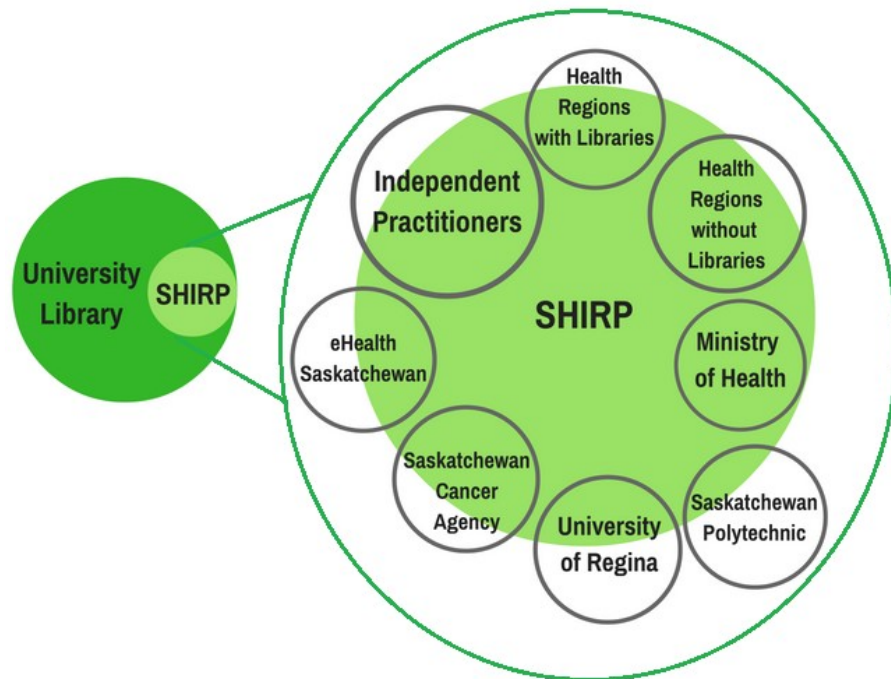 University
Library
SHIRP
Health
Regions
with Libraries
Independent
Practitioners
Health
Regions
without
Libraries
SHIRP
eHealth
Saskatchewan
Ministry
of Health
Saskatchewan
Cancer
Agency
University
of Regina
Saskatchewan
Polytechnic